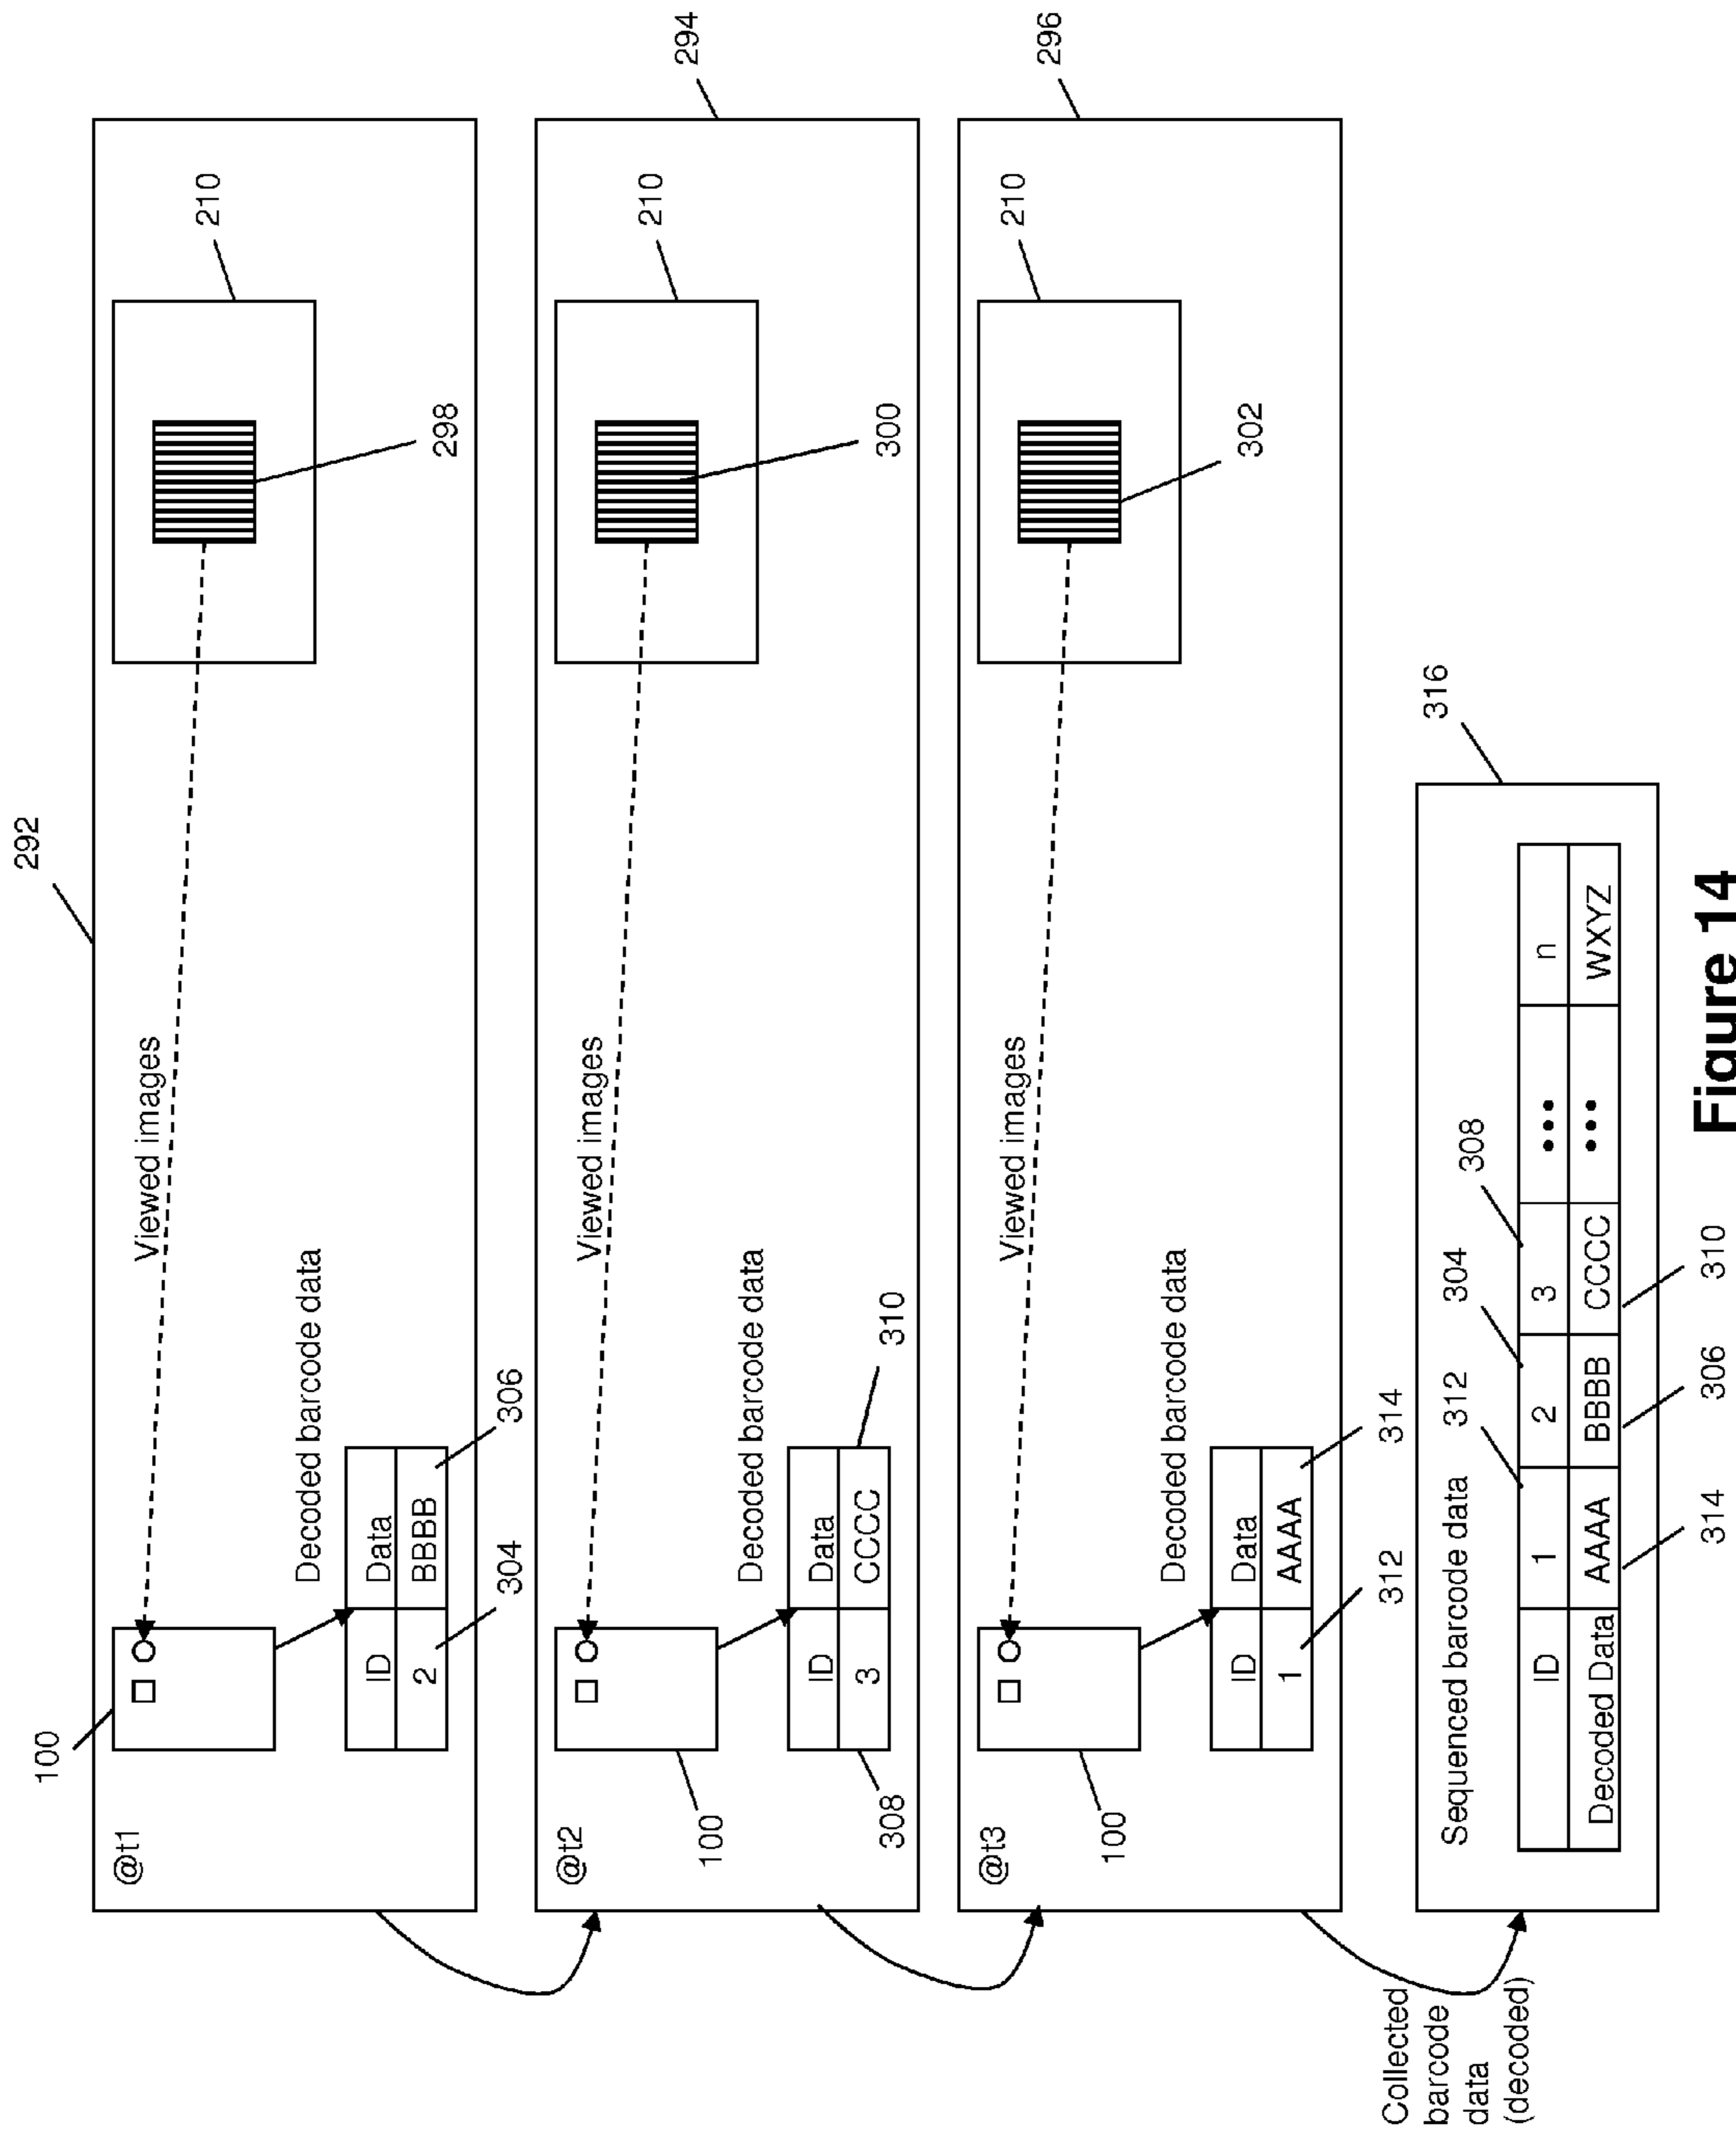 292
@t1
100
Viewed images
210
298
Decoded barcode data
ID Data
2 BBBB
304
306
294
@t2
Viewed images
210
300
100
Decoded barcode data
ID Data
3 CCCC
308
310
296
@t3
Viewed images
210
302
100
Decoded barcode data
ID Data
1 AAAA
312
314
Collected
barcode
data
(decoded)
316
Sequenced barcode data
312 304 308
ID 1 2 3 ••• n
Decoded Data AAAA BBBB CCCC ••• WXYZ
314 306 310
Figure 14